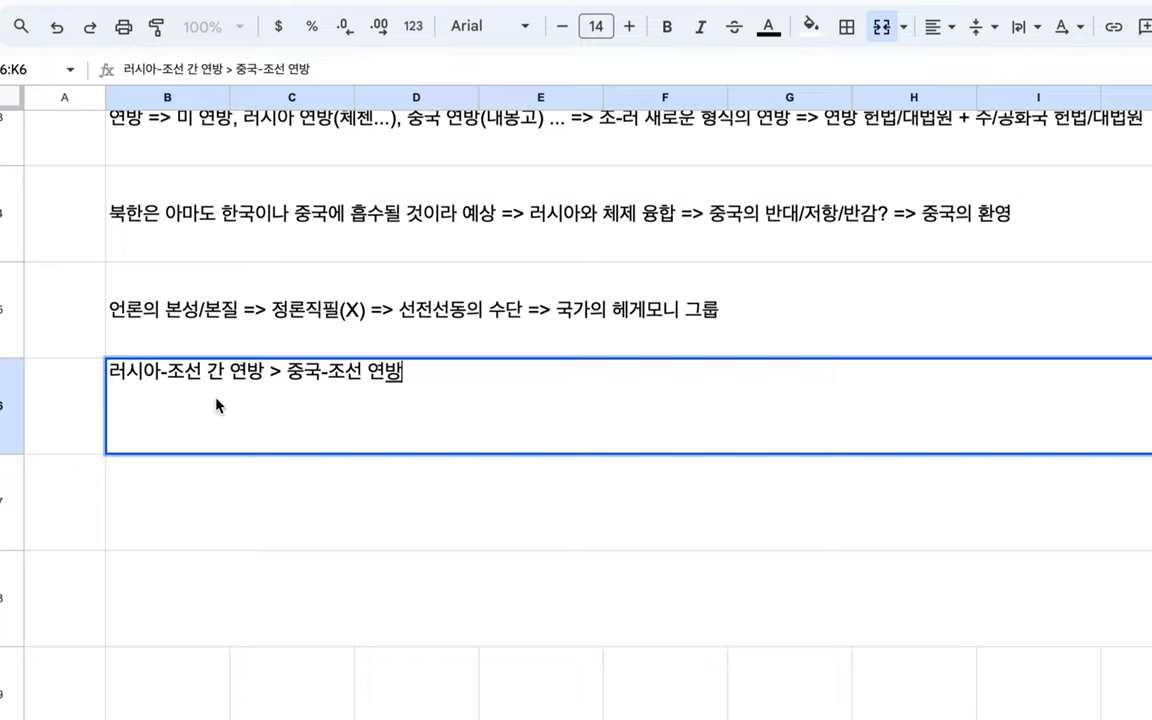 100%
$ % .0 .00 123 Arial 14 B I S A A
6:K6 fx 러시아-조선 간 연방 > 중국-조선 연방
A B C D E F G H I
연방 => 미 연방, 러시아 연방(체첸...), 중국 연방(내몽고) ... => 조-러 새로운 형식의 연방 => 연방 헌법/대법원 + 주/공화국 헌법/대법원
4 북한은 아마도 한국이나 중국에 흡수될 것이라 예상 => 러시아와 체제 융합 => 중국의 반대/저항/반감? => 중국의 환영
5 언론의 본성/본질 => 정론직필(X) => 선전선동의 수단 => 국가의 헤게모니 그룹
6 러시아-조선 간 연방 > 중국-조선 연방
7
8
9